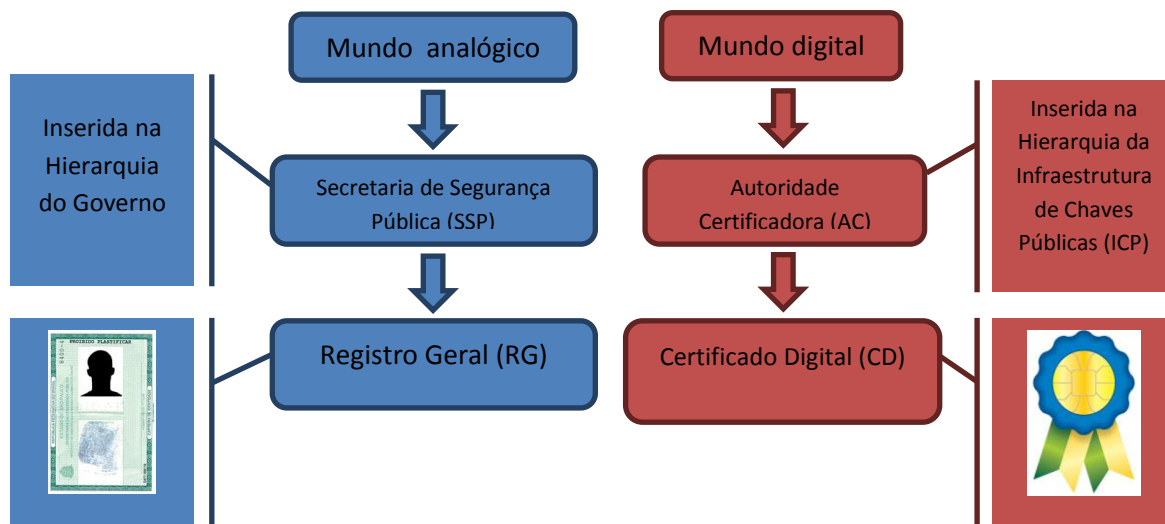 Mundo analógico
Mundo digital
Inserida na
Hierarquia
do Governo
Secretaria de Segurança
Pública (SSP)
Autoridade
Certificadora (AC)
Inserida na
Hierarquia da
Infraestrutura
de Chaves
Públicas (ICP)
PROIBIDO PLASTIFICAR
Registro Geral (RG)
Certificado Digital (CD)